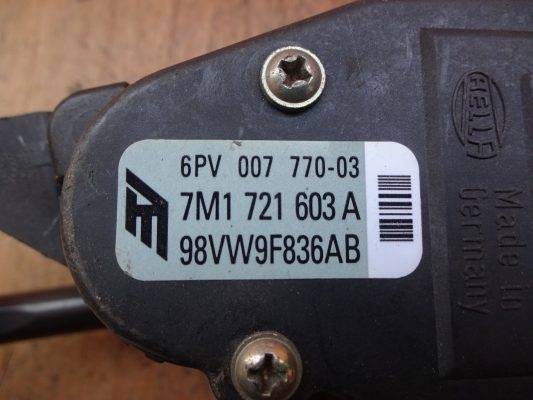 6PV 007 770-03
7M1 721 603 A
98VW9F836AB
HELLA
Made in
Germany